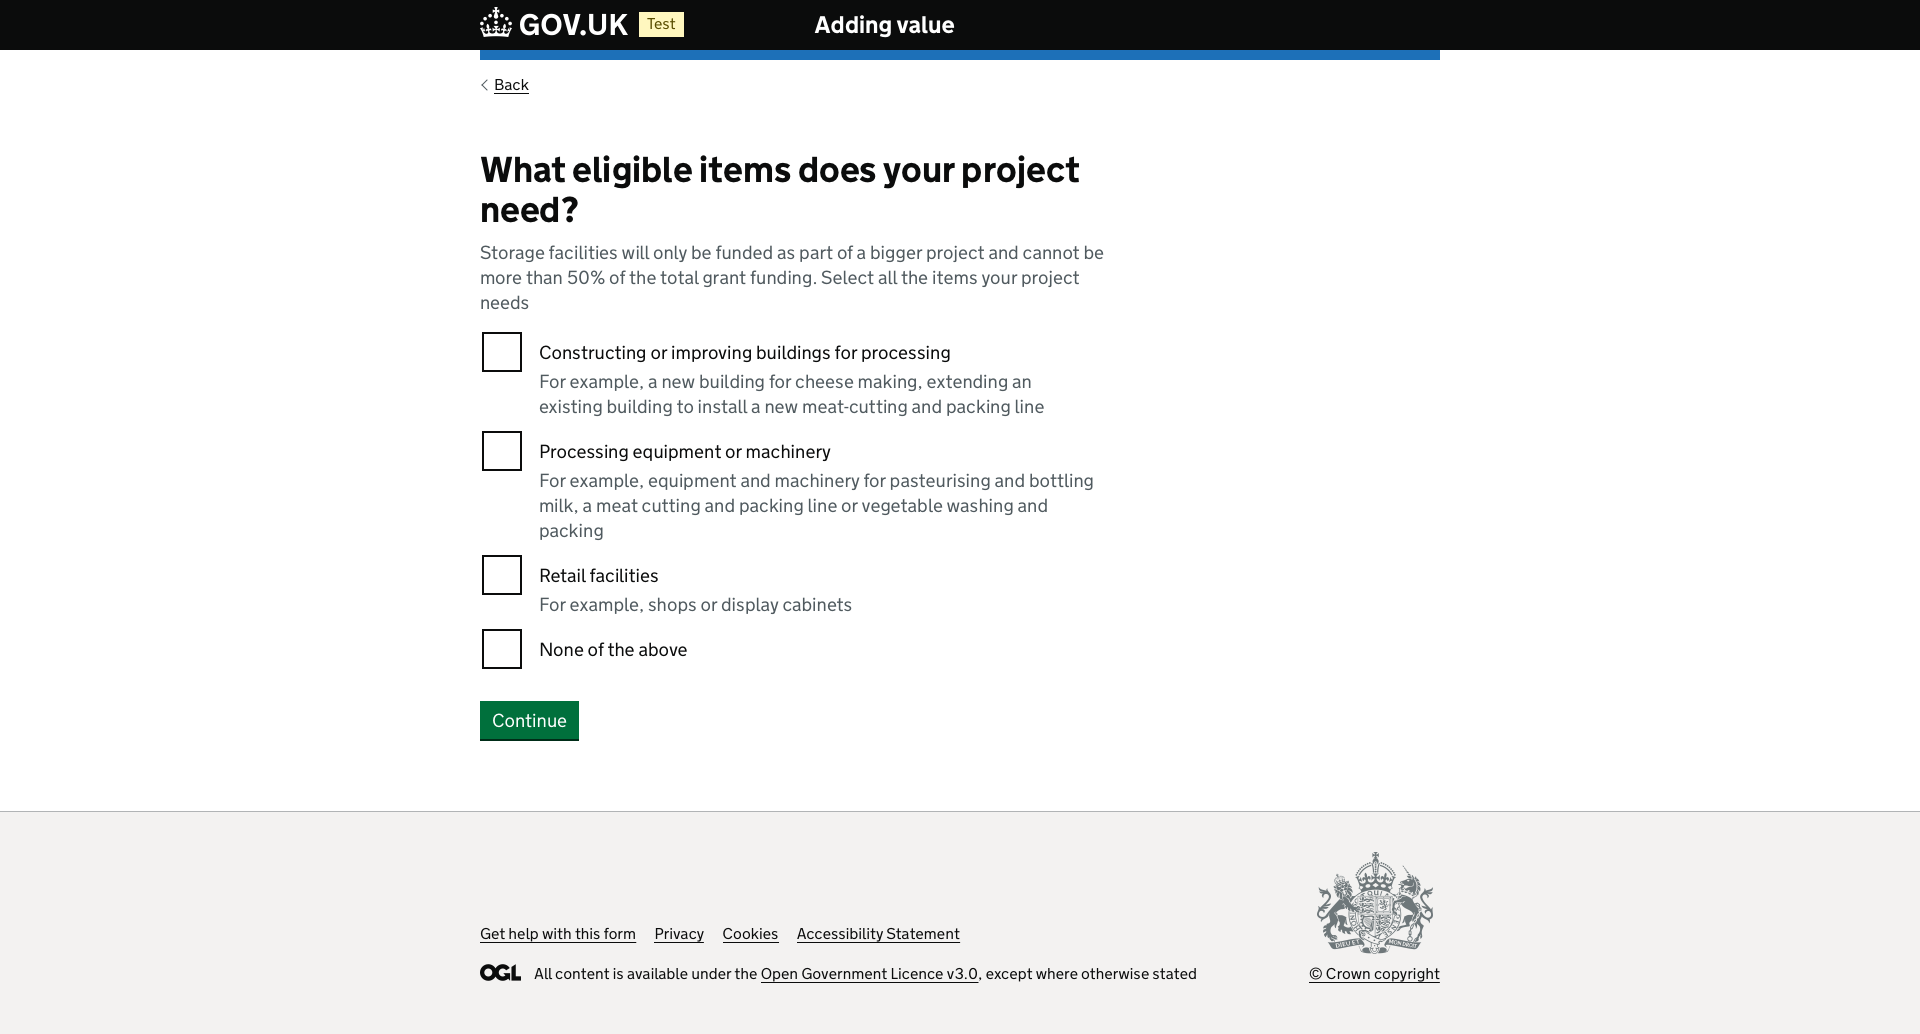 GOV.UK Test Adding value
Back
What eligible items does your project
need?
Storage facilities will only be funded as part of a bigger project and cannot be
more than 50% of the total grant funding. Select all the items your project
needs
Constructing or improving buildings for processing
For example, a new building for cheese making, extending an
existing building to install a new meat-cutting and packing line
Processing equipment or machinery
For example, equipment and machinery for pasteurising and bottling
milk, a meat cutting and packing line or vegetable washing and
packing
Retail facilities
For example, shops or display cabinets
None of the above
Continue
Get help with this form Privacy Cookies Accessibility Statement
OGL All content is available under the Open Government Licence v3.0, except where otherwise stated
DIEU ET MON DROIT
© Crown copyright